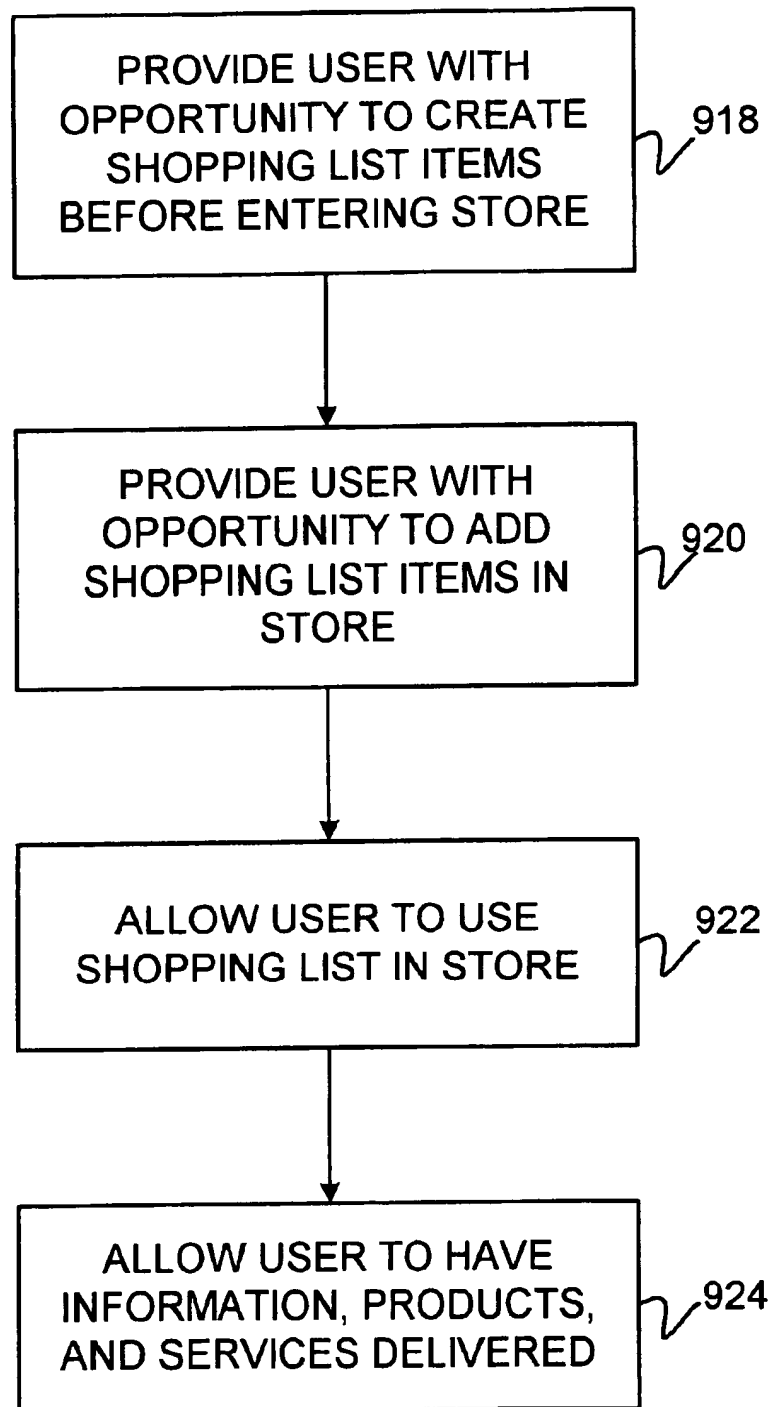 PROVIDE USER WITH
OPPORTUNITY TO CREATE
SHOPPING LIST ITEMS
BEFORE ENTERING STORE
918
PROVIDE USER WITH
OPPORTUNITY TO ADD
SHOPPING LIST ITEMS IN
STORE
920
ALLOW USER TO USE
SHOPPING LIST IN STORE
922
ALLOW USER TO HAVE
INFORMATION, PRODUCTS,
AND SERVICES DELIVERED
924